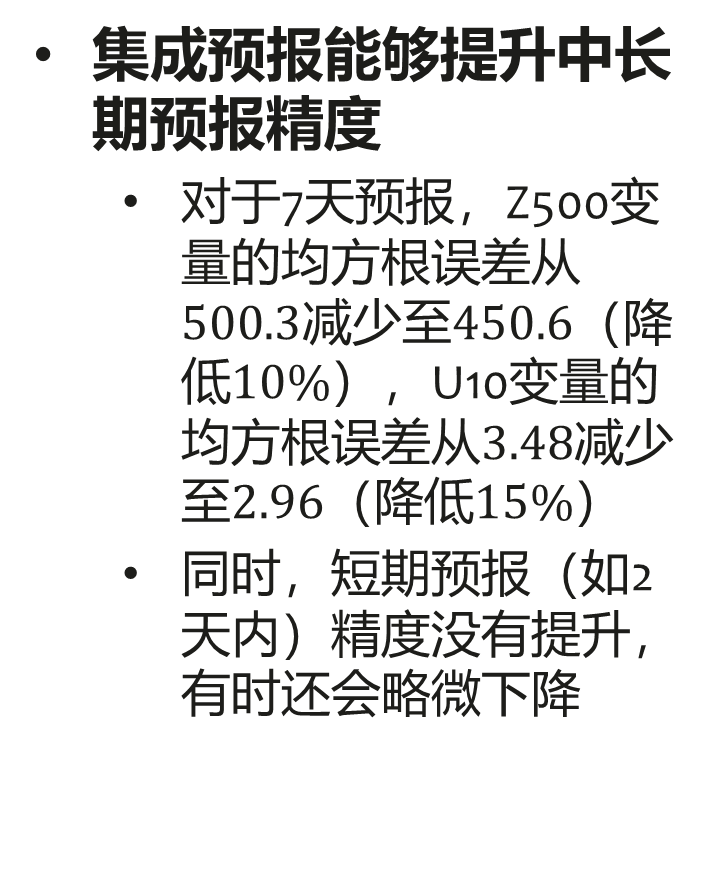 • 集成预报能够提升中长
期预报精度
• 对于7天预报，Z500变
量的均方根误差从
500.3减少至450.6（降
低10%），U10变量的
均方根误差从3.48减少
至2.96（降低15%）
• 同时，短期预报（如2
天内）精度没有提升，
有时还会略微下降